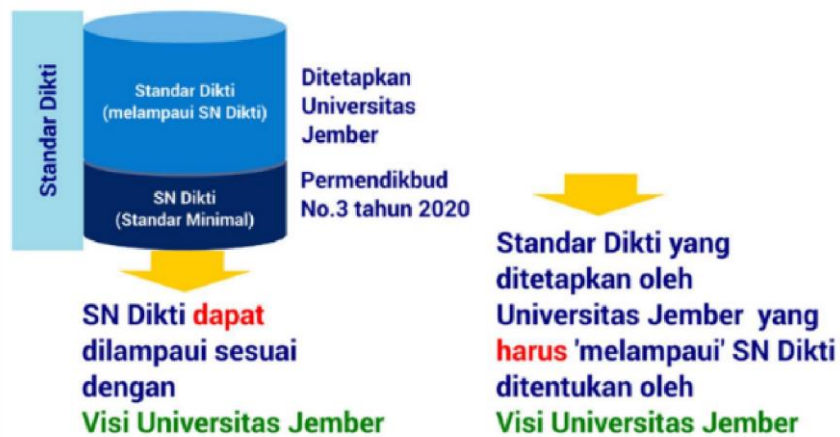 Standar Dikti
Standar Dikti
(melampaui SN Dikti)
Ditetapkan
Universitas
Jember
SN Dikti
(Standar Minimal)
Permendikbud
No.3 tahun 2020
SN Dikti dapat
dilampaui sesuai
dengan
Visi Universitas Jember
Standar Dikti yang
ditetapkan oleh
Universitas Jember yang
harus 'melampaui' SN Dikti
ditentukan oleh
Visi Universitas Jember